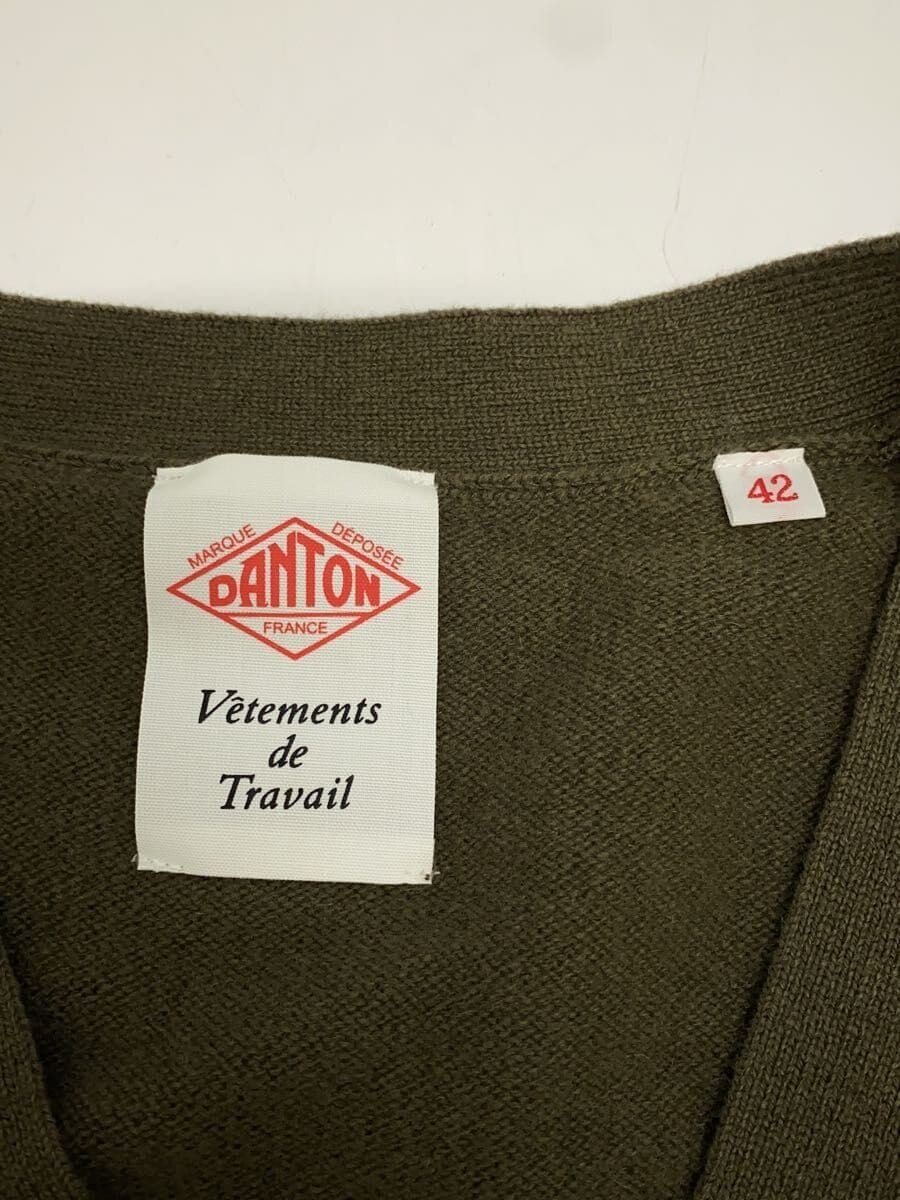 MARQUE DÉPOSÉE
DANTON
FRANCE
Vêtements
de
Travail
42